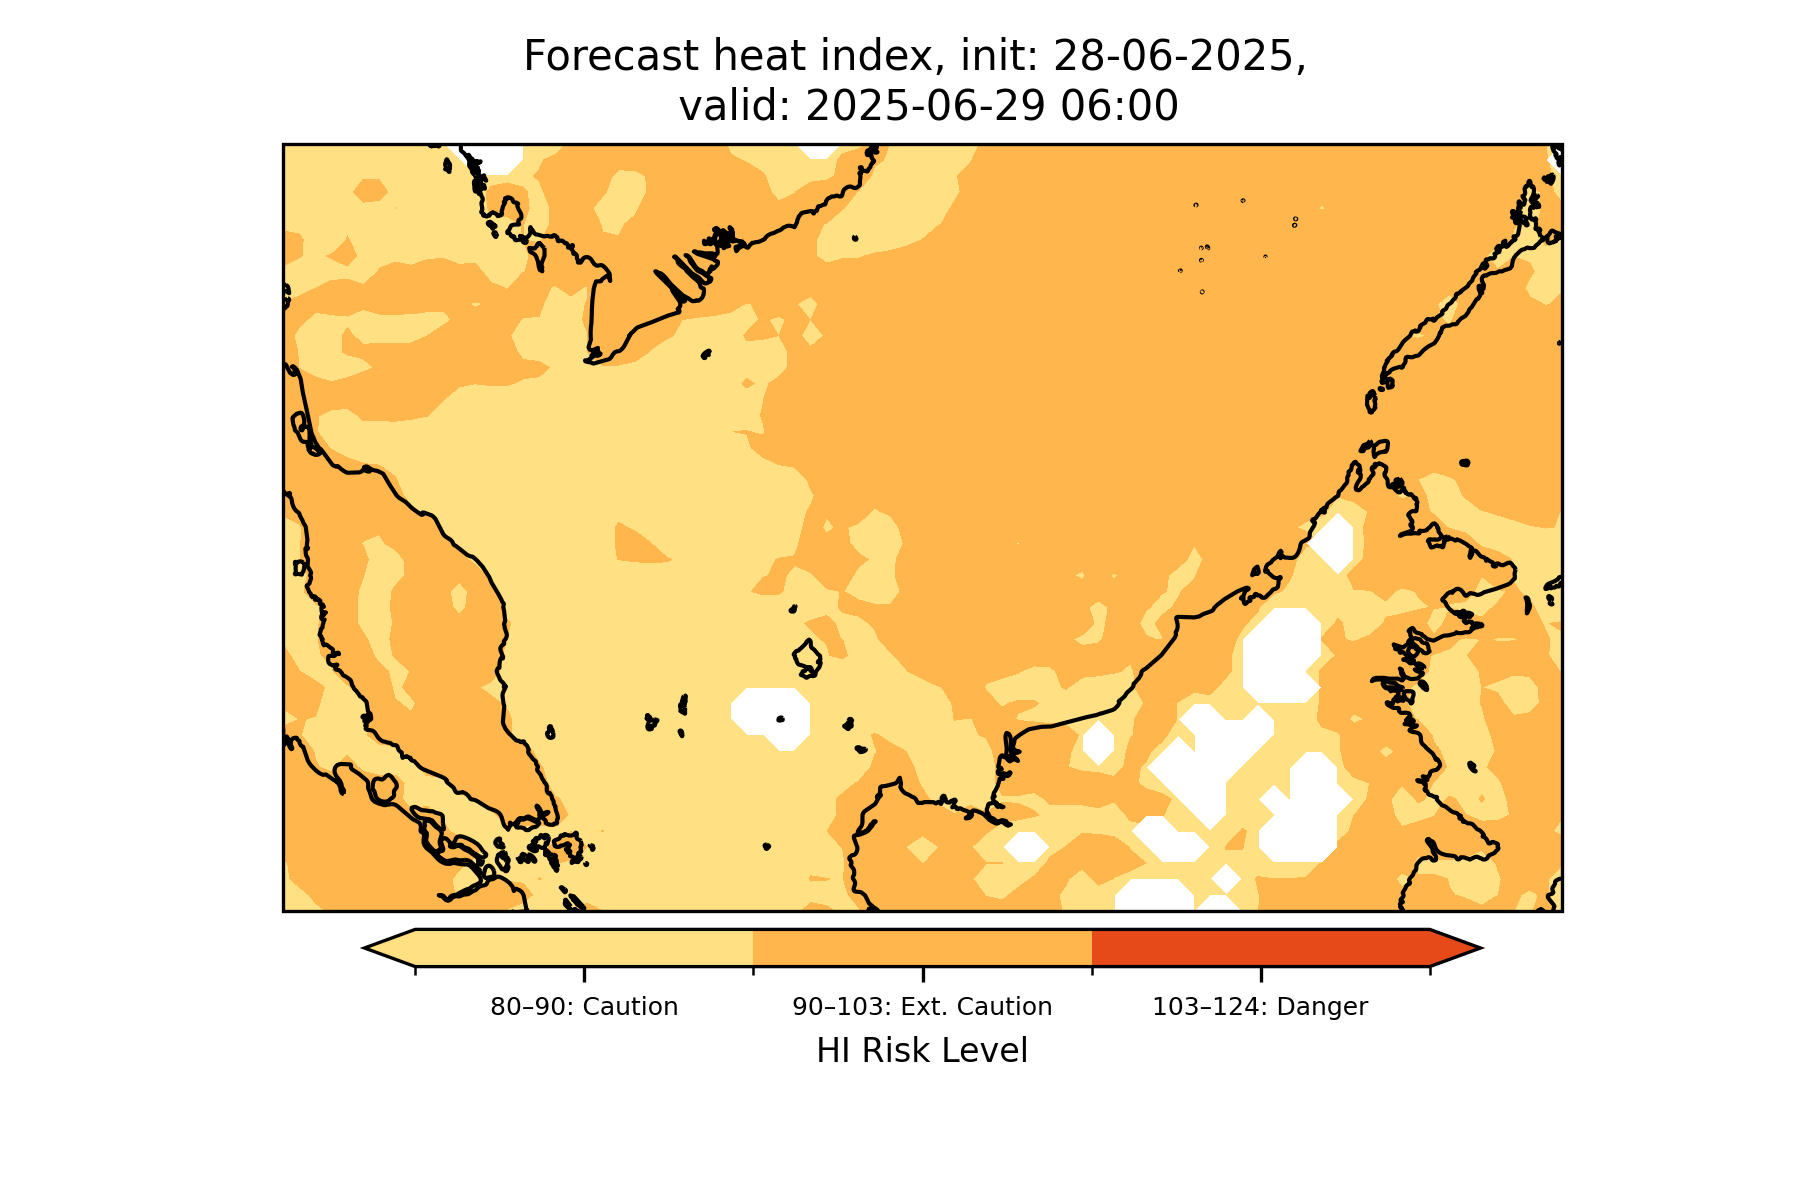 Forecast heat index, init: 28-06-2025,
valid: 2025-06-29 06:00
80–90: Caution
90–103: Ext. Caution
103–124: Danger
HI Risk Level